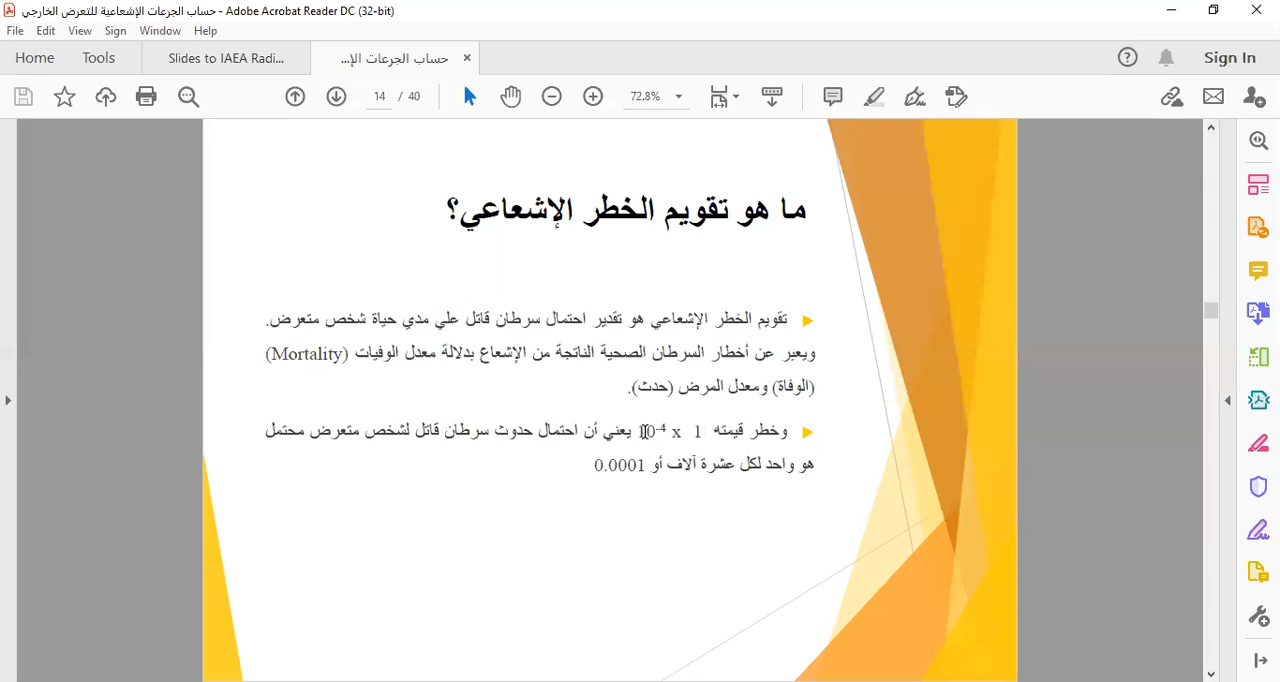 حساب الجرعات الإشعاعية للتعرض الخارجي - Adobe Acrobat Reader DC (32-bit)
File Edit View Sign Window Help
Home Tools Slides to IAEA Radi... حساب الجرعات الإ... × Sign In
14 / 40 72.8%
ما هو تقويم الخطر الإشعاعي؟
تقويم الخطر الإشعاعي هو تقدير احتمال سرطان قاتل علي مدي حياة شخص متعرض.
ويعبر عن أخطار السرطان الصحية الناتجة من الإشعاع بدلالة معدل الوفيات (Mortality)
(الوفاة) ومعدل المرض (حدث).
وخطر قيمته 1 x 10⁻⁴ يعني أن احتمال حدوث سرطان قاتل لشخص متعرض محتمل
هو واحد لكل عشرة آلاف أو 0.0001